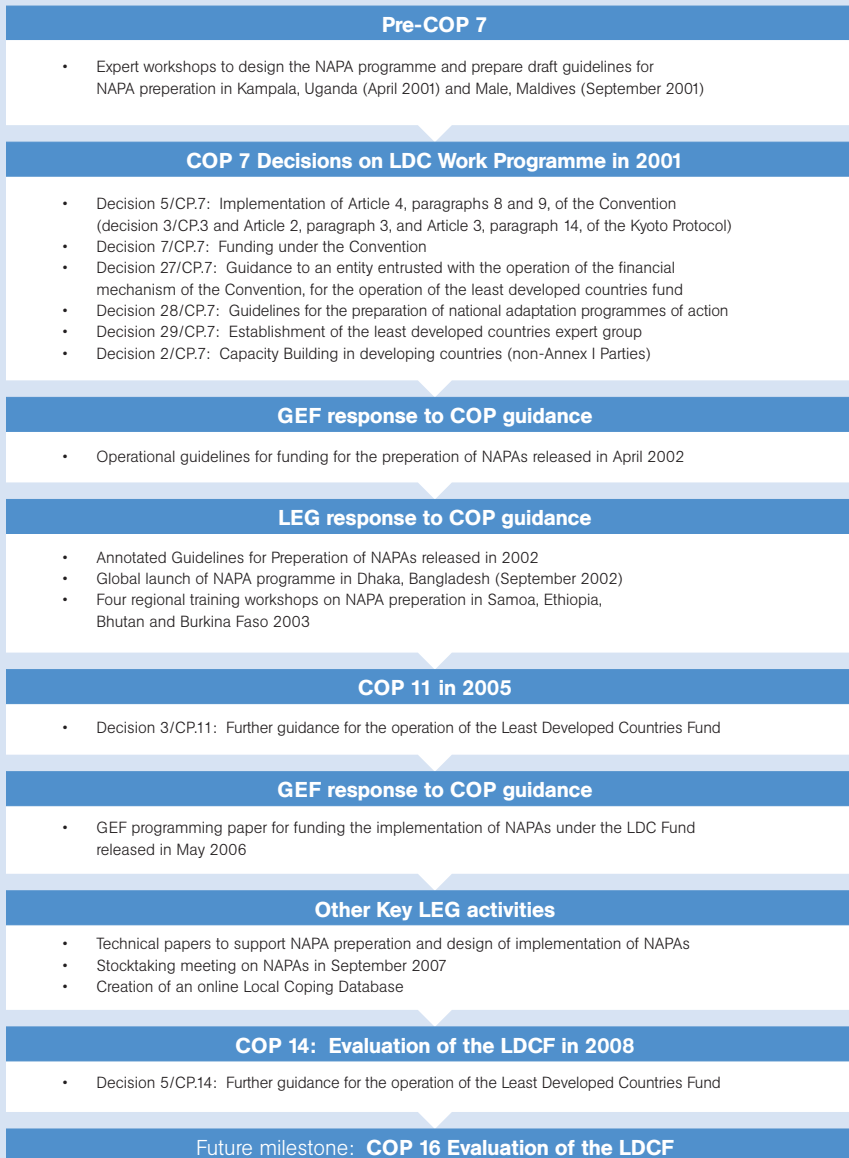 Pre-COP 7
• Expert workshops to design the NAPA programme and prepare draft guidelines for
NAPA preperation in Kampala, Uganda (April 2001) and Male, Maldives (September 2001)
COP 7 Decisions on LDC Work Programme in 2001
• Decision 5/CP.7: Implementation of Article 4, paragraphs 8 and 9, of the Convention
(decision 3/CP.3 and Article 2, paragraph 3, and Article 3, paragraph 14, of the Kyoto Protocol)
• Decision 7/CP.7: Funding under the Convention
• Decision 27/CP.7: Guidance to an entity entrusted with the operation of the financial
mechanism of the Convention, for the operation of the least developed countries fund
• Decision 28/CP.7: Guidelines for the preparation of national adaptation programmes of action
• Decision 29/CP.7: Establishment of the least developed countries expert group
• Decision 2/CP.7: Capacity Building in developing countries (non-Annex I Parties)
GEF response to COP guidance
• Operational guidelines for funding for the preperation of NAPAs released in April 2002
LEG response to COP guidance
• Annotated Guidelines for Preperation of NAPAs released in 2002
• Global launch of NAPA programme in Dhaka, Bangladesh (September 2002)
• Four regional training workshops on NAPA preperation in Samoa, Ethiopia,
Bhutan and Burkina Faso 2003
COP 11 in 2005
• Decision 3/CP.11: Further guidance for the operation of the Least Developed Countries Fund
GEF response to COP guidance
• GEF programming paper for funding the implementation of NAPAs under the LDC Fund
released in May 2006
Other Key LEG activities
• Technical papers to support NAPA preperation and design of implementation of NAPAs
• Stocktaking meeting on NAPAs in September 2007
• Creation of an online Local Coping Database
COP 14: Evaluation of the LDCF in 2008
• Decision 5/CP.14: Further guidance for the operation of the Least Developed Countries Fund
Future milestone: COP 16 Evaluation of the LDCF